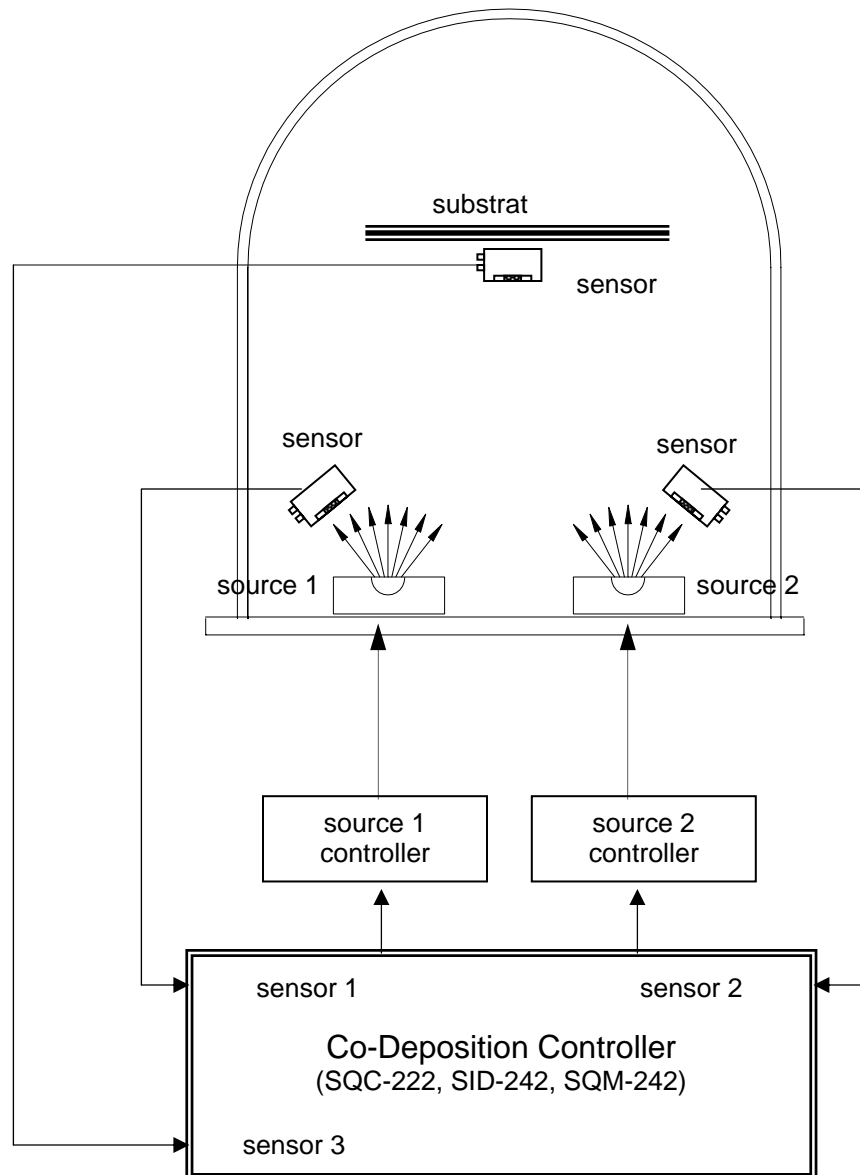 substrat
sensor
sensor
sensor
source 1
source 2
source 1
controller
source 2
controller
sensor 1
sensor 2
Co-Deposition Controller
(SQC-222, SID-242, SQM-242)
sensor 3